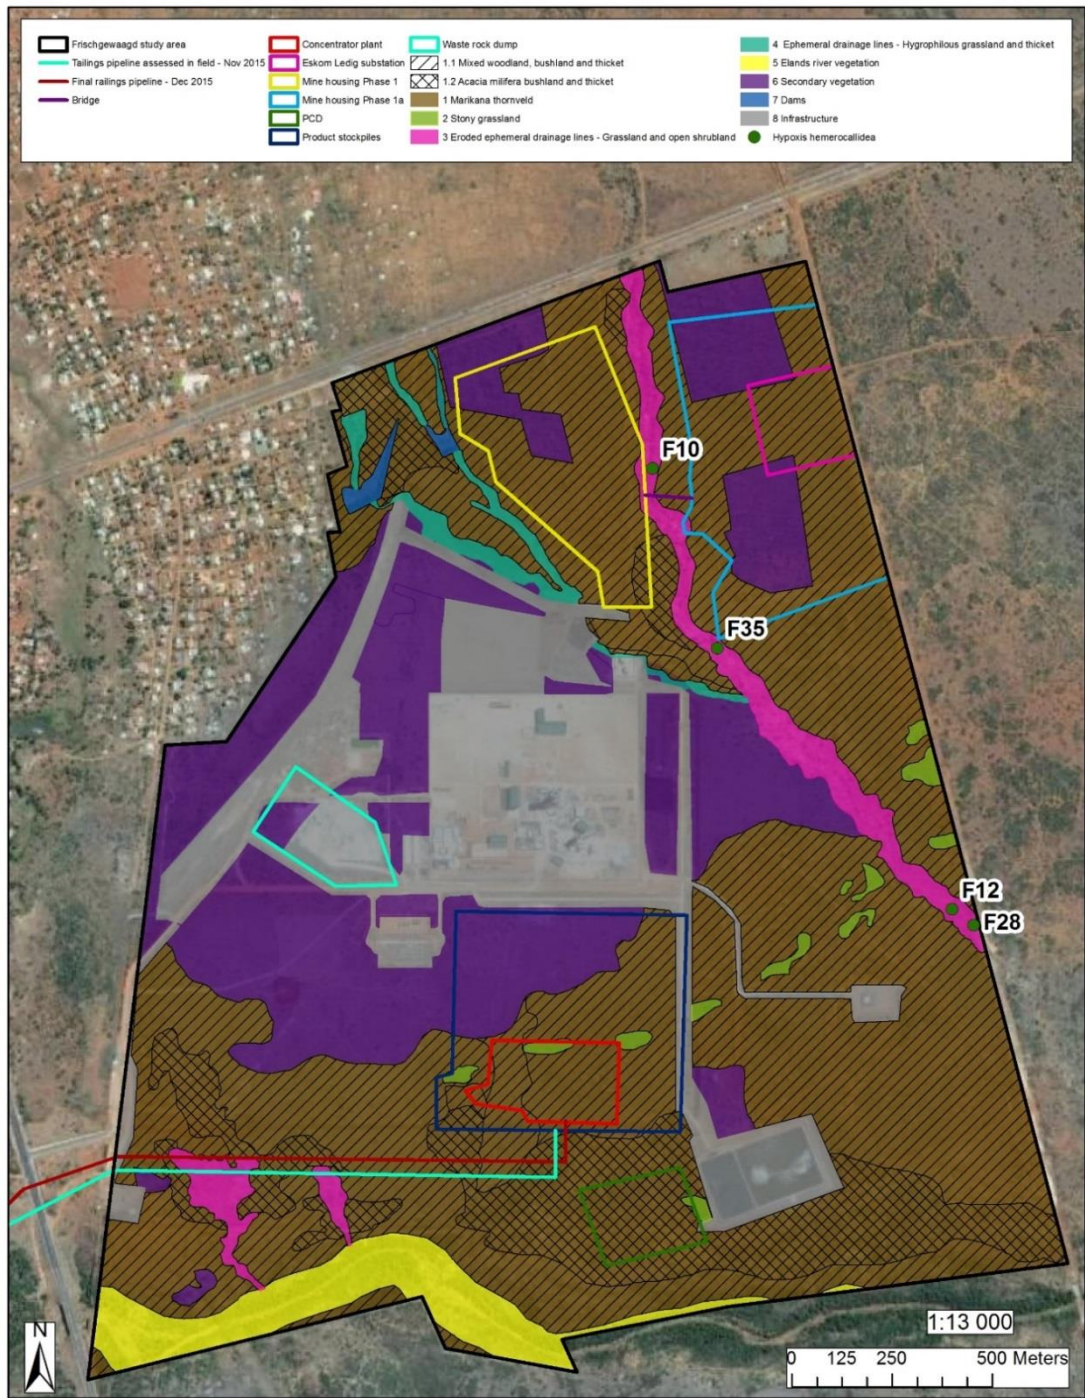 Frischgewaagd study area
Tailings pipeline assessed in field - Nov 2015
Final railings pipeline - Dec 2015
Bridge
Concentrator plant
Eskom Ledig substation
Mine housing Phase 1
Mine housing Phase 1a
PCD
Product stockpiles
Waste rock dump
1.1 Mixed woodland, bushland and thicket
1.2 Acacia milifera bushland and thicket
1 Marikana thornveld
2 Stony grassland
3 Eroded ephemeral drainage lines - Grassland and open shrubland
4 Ephemeral drainage lines - Hygrophilous grassland and thicket
5 Elands river vegetation
6 Secondary vegetation
7 Dams
8 Infrastructure
Hypoxis hemerocallidea
F10
F35
F12
F28
N
1:13 000
0 125 250 500 Meters